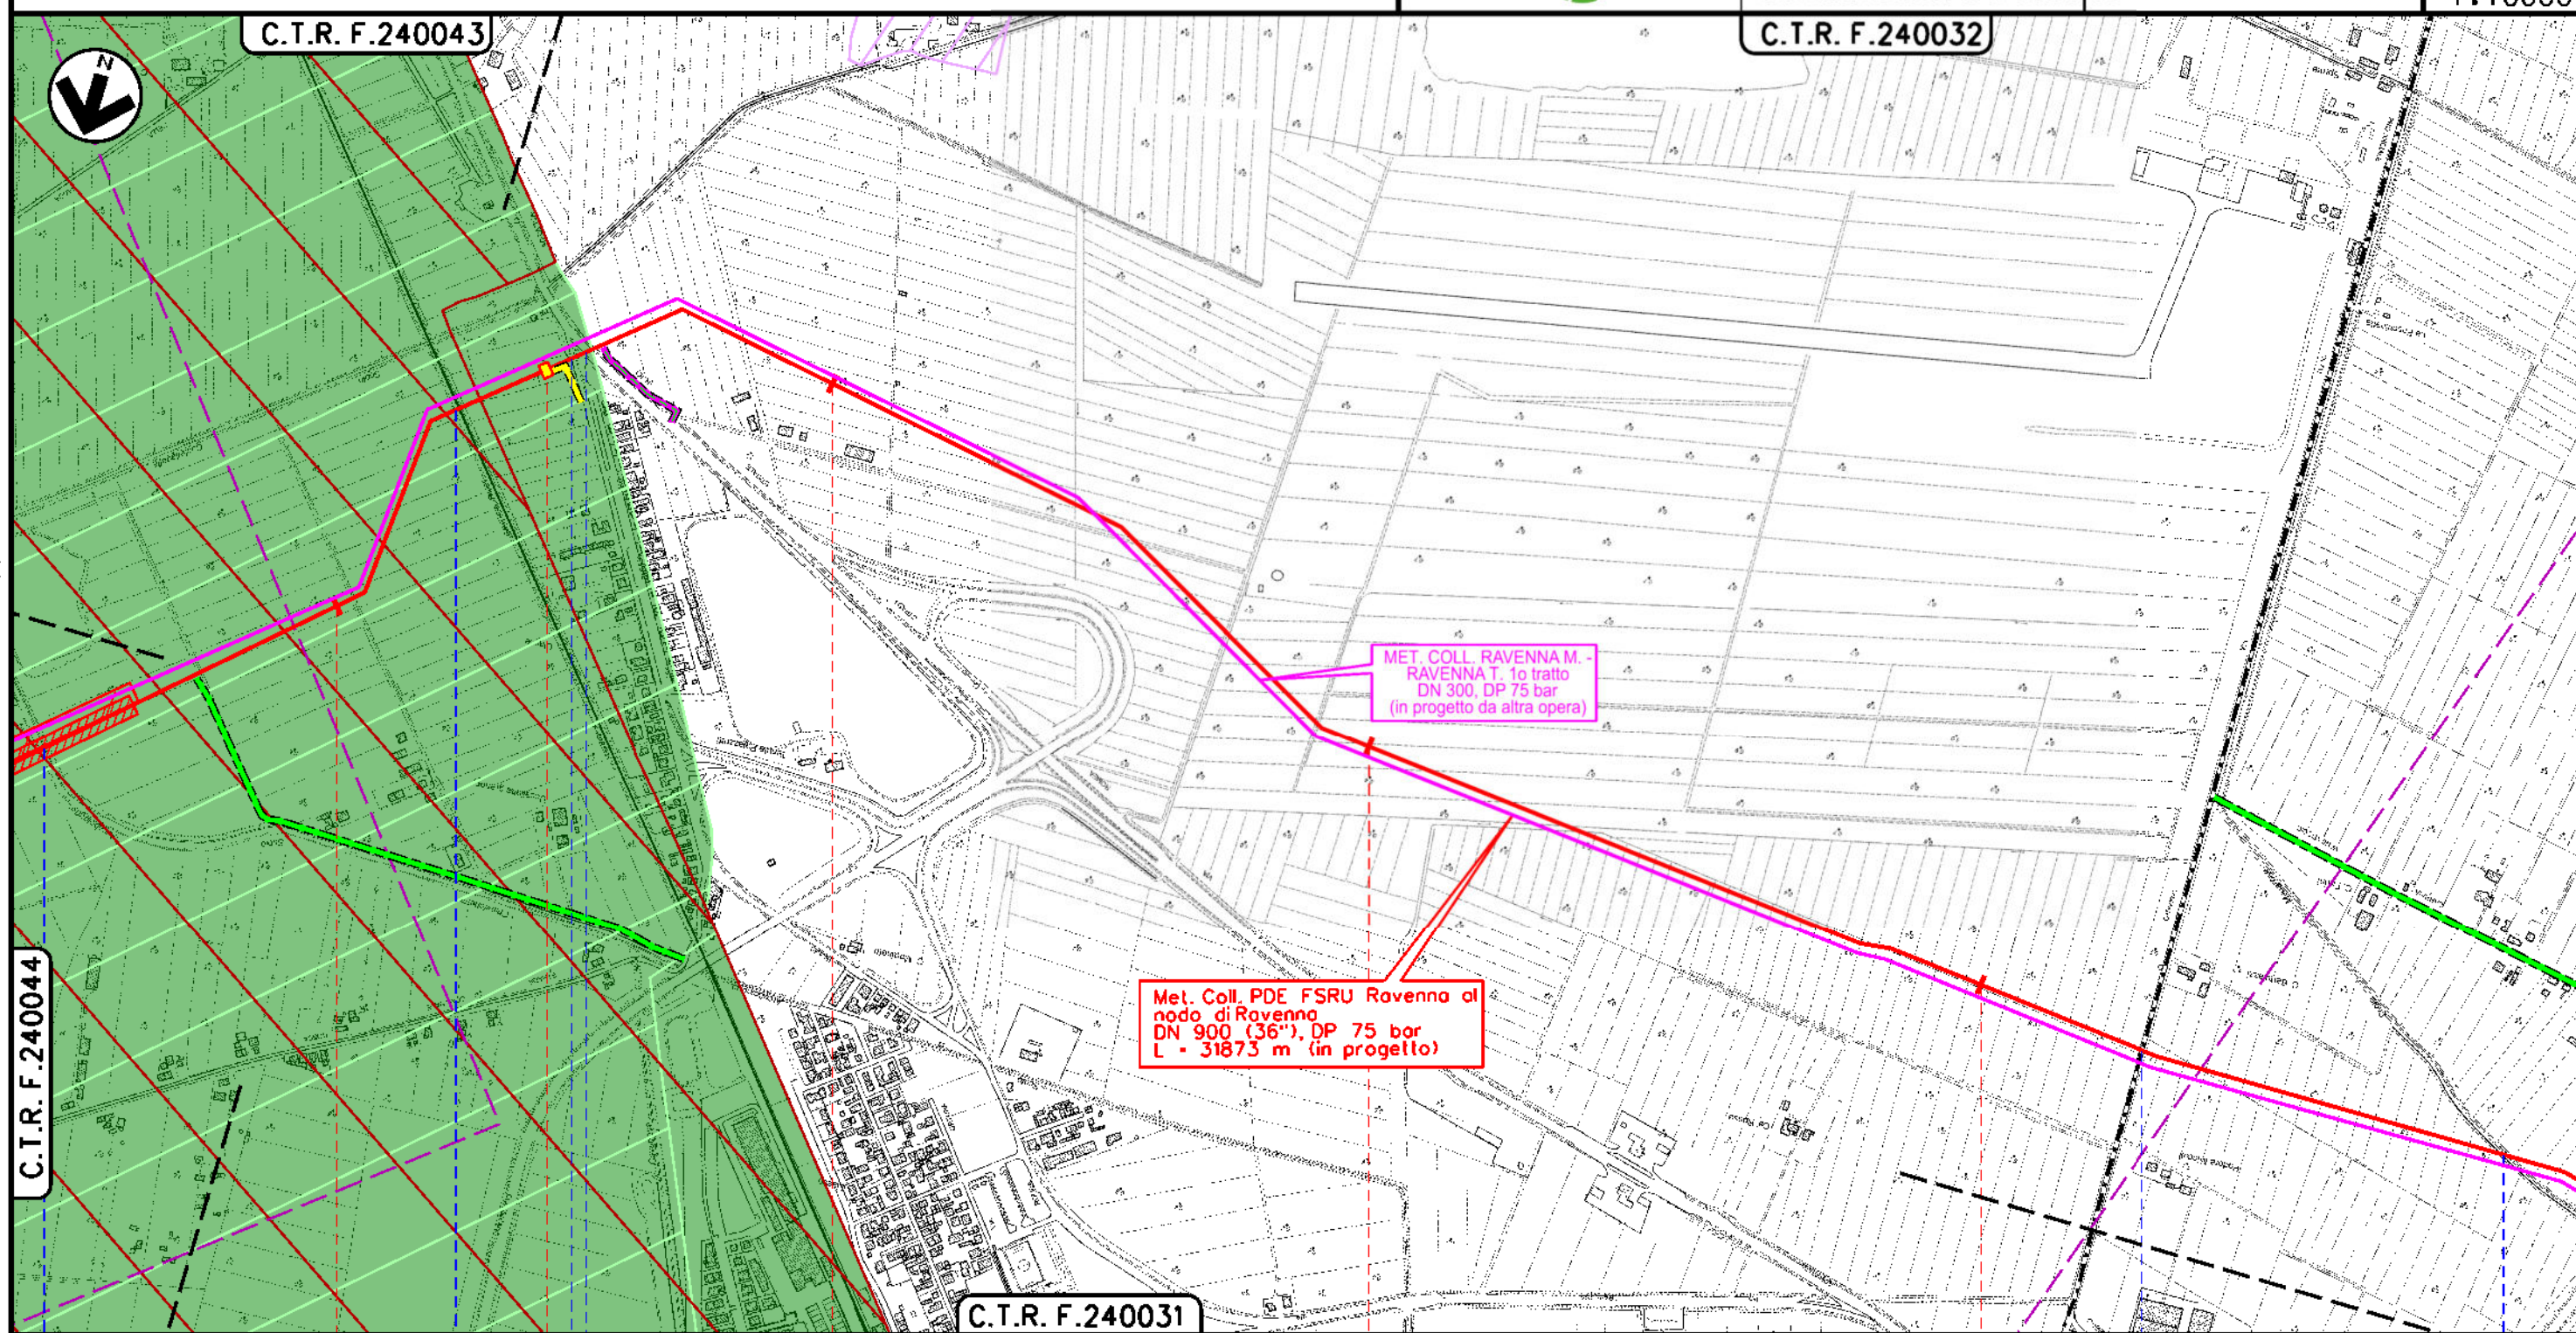 C.T.R. F.240043
C.T.R. F.240032
N
MET. COLL. RAVENNA M. -
RAVENNA T. 1o tratto
DN 300, DP 75 bar
(in progetto da altra opera)
Met. Coll. PDE FSRU Ravenna al
nodo di Ravenna
DN 900 (36"), DP 75 bar
L = 31873 m (in progetto)
C.T.R. F.240044
C.T.R. F.240031